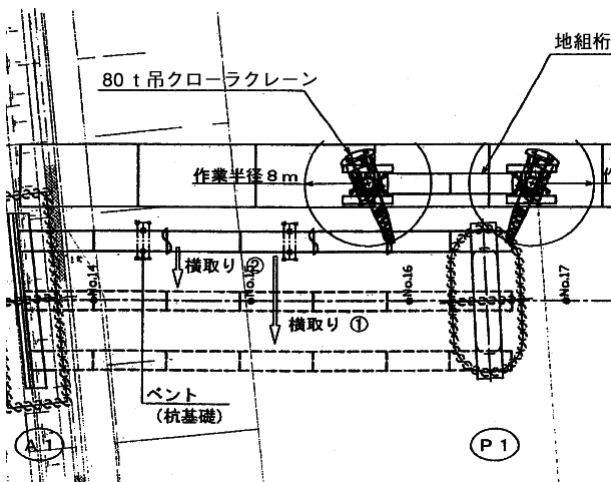 地組桁
80t吊クローラクレーン
作業半径8m
作
横取り ②
No.14
No.16
No.17
横取り ①
ベント
(杭基礎)
A1
P1